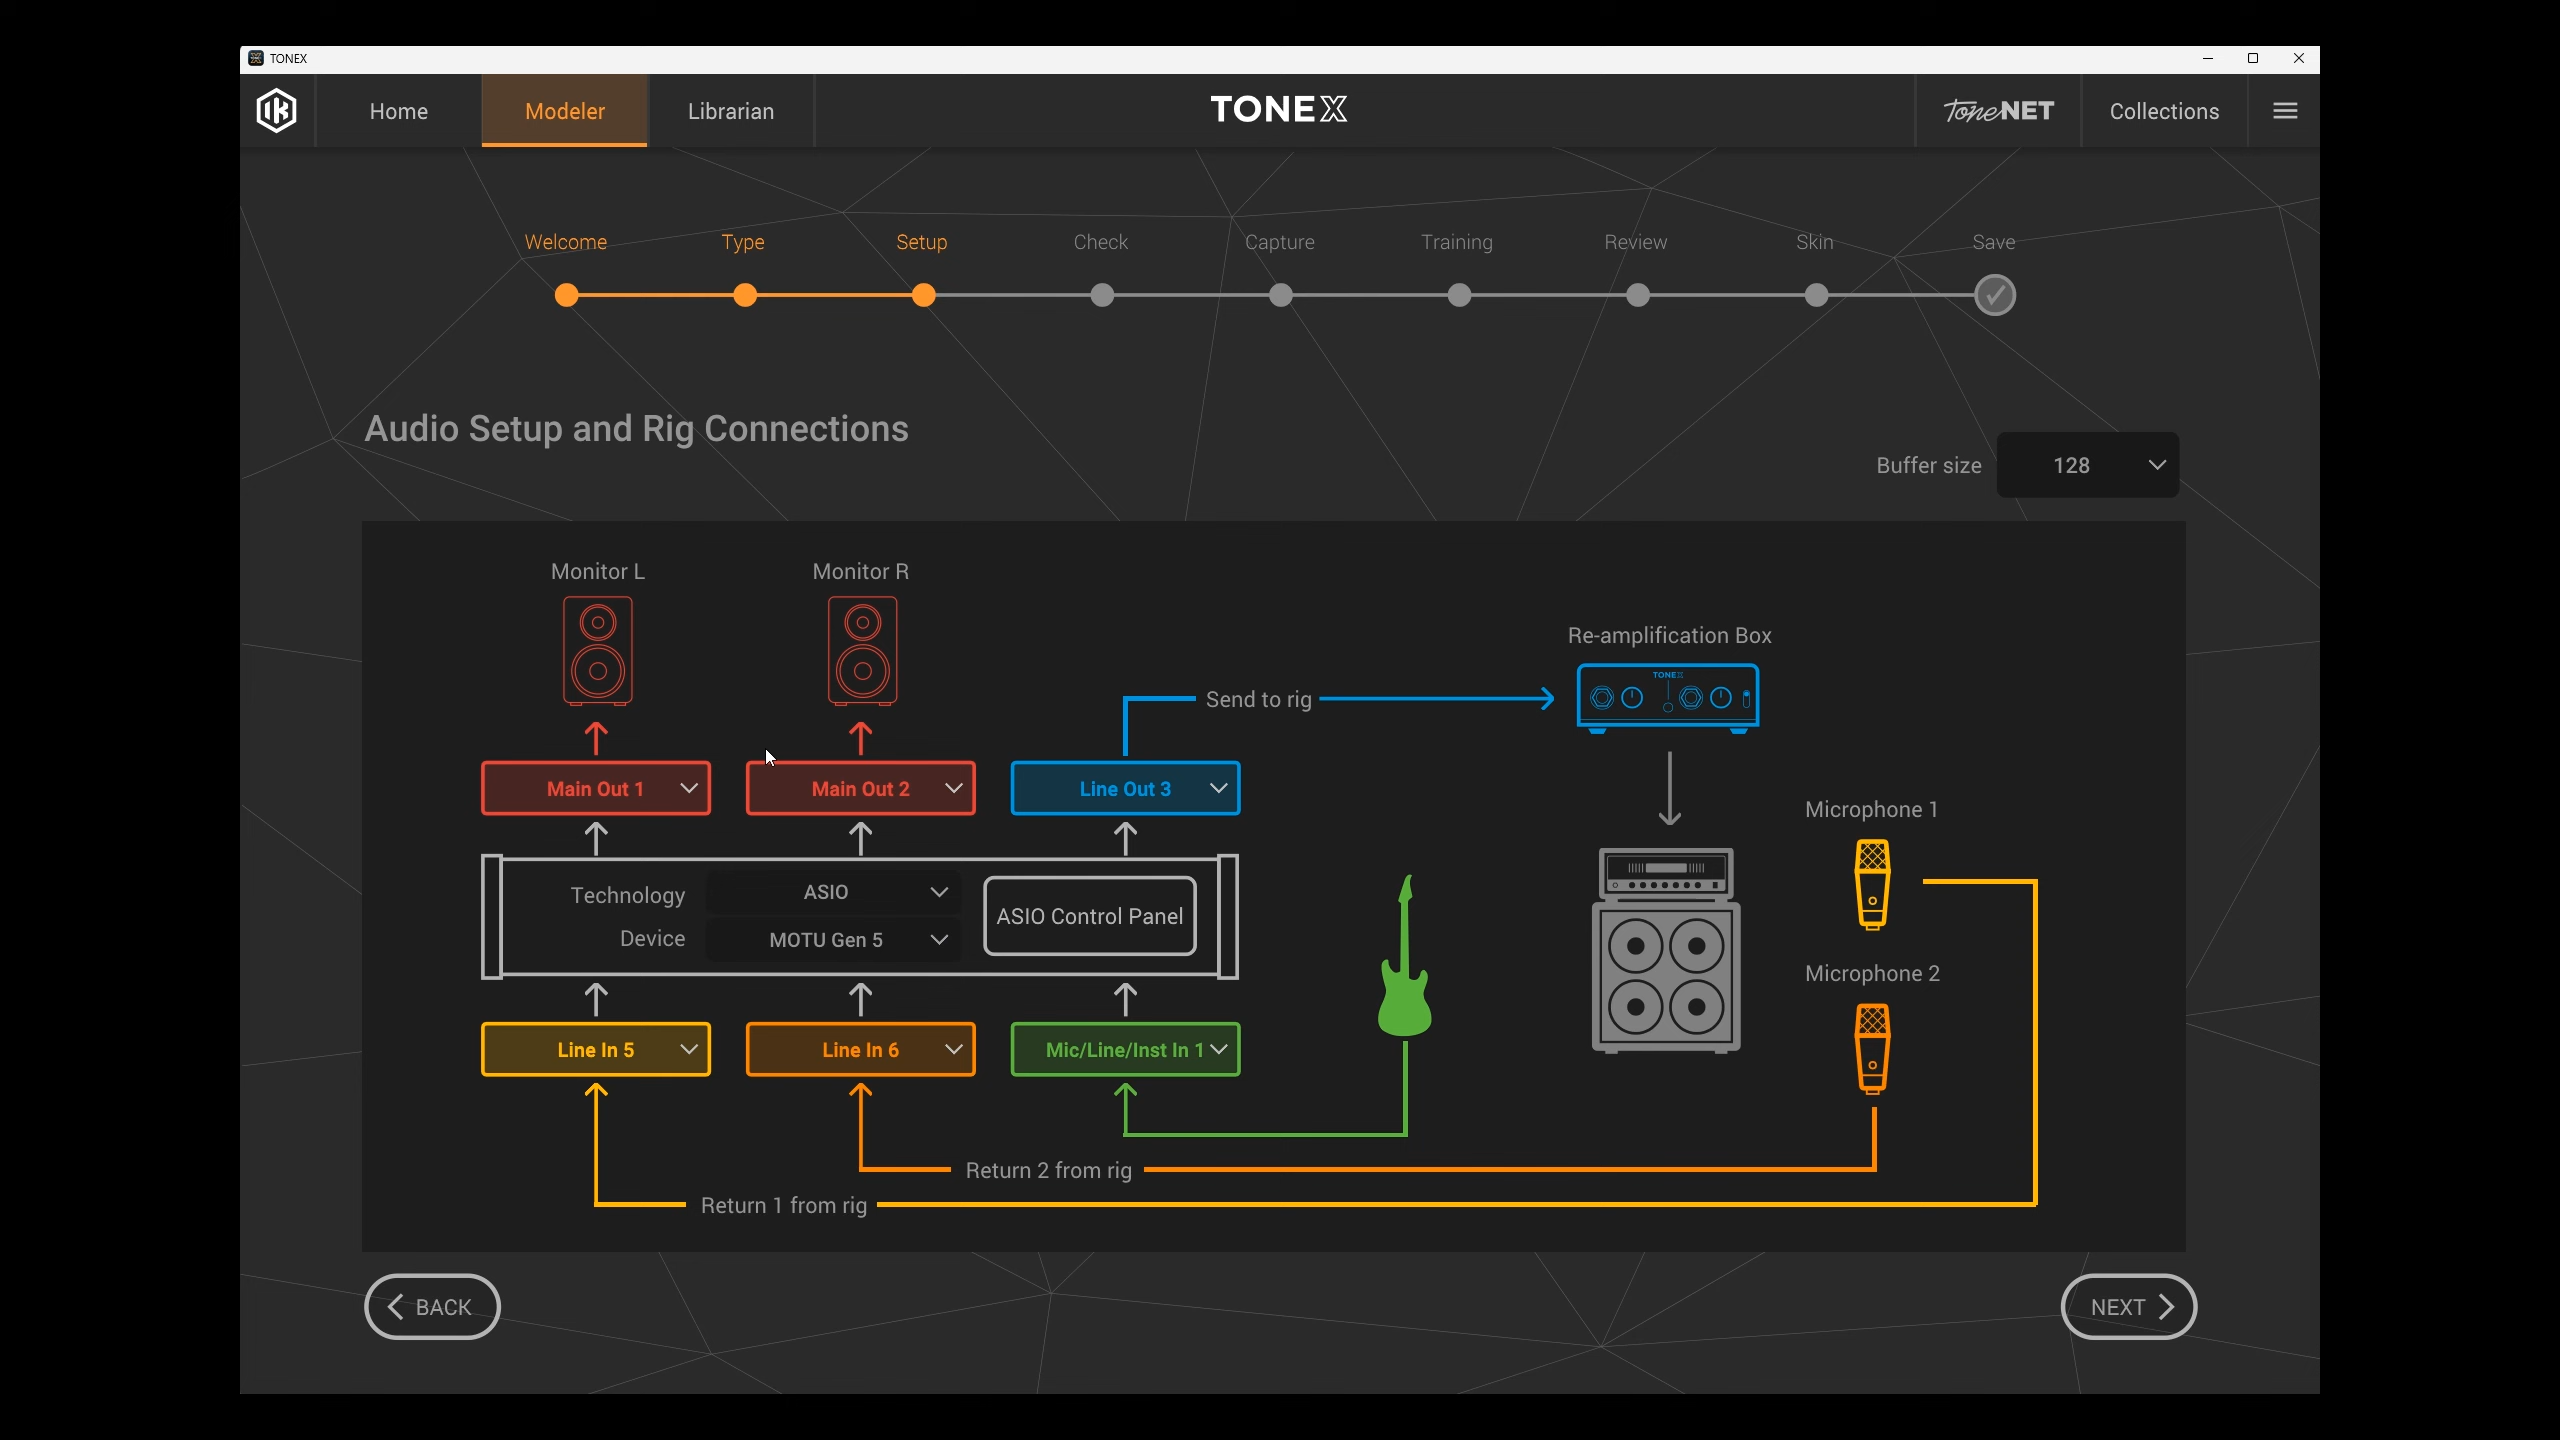 TONEX
Home
Modeler
Librarian
TONEX
ToneNET
Collections
Welcome
Type
Setup
Check
Capture
Training
Review
Skin
Save
Audio Setup and Rig Connections
Buffer size
128
Monitor L
Monitor R
Re-amplification Box
TONEX
Send to rig
Main Out 1
Main Out 2
Line Out 3
Microphone 1
Technology
ASIO
ASIO Control Panel
Device
MOTU Gen 5
Microphone 2
Line In 5
Line In 6
Mic/Line/Inst In 1
Return 2 from rig
Return 1 from rig
BACK
NEXT